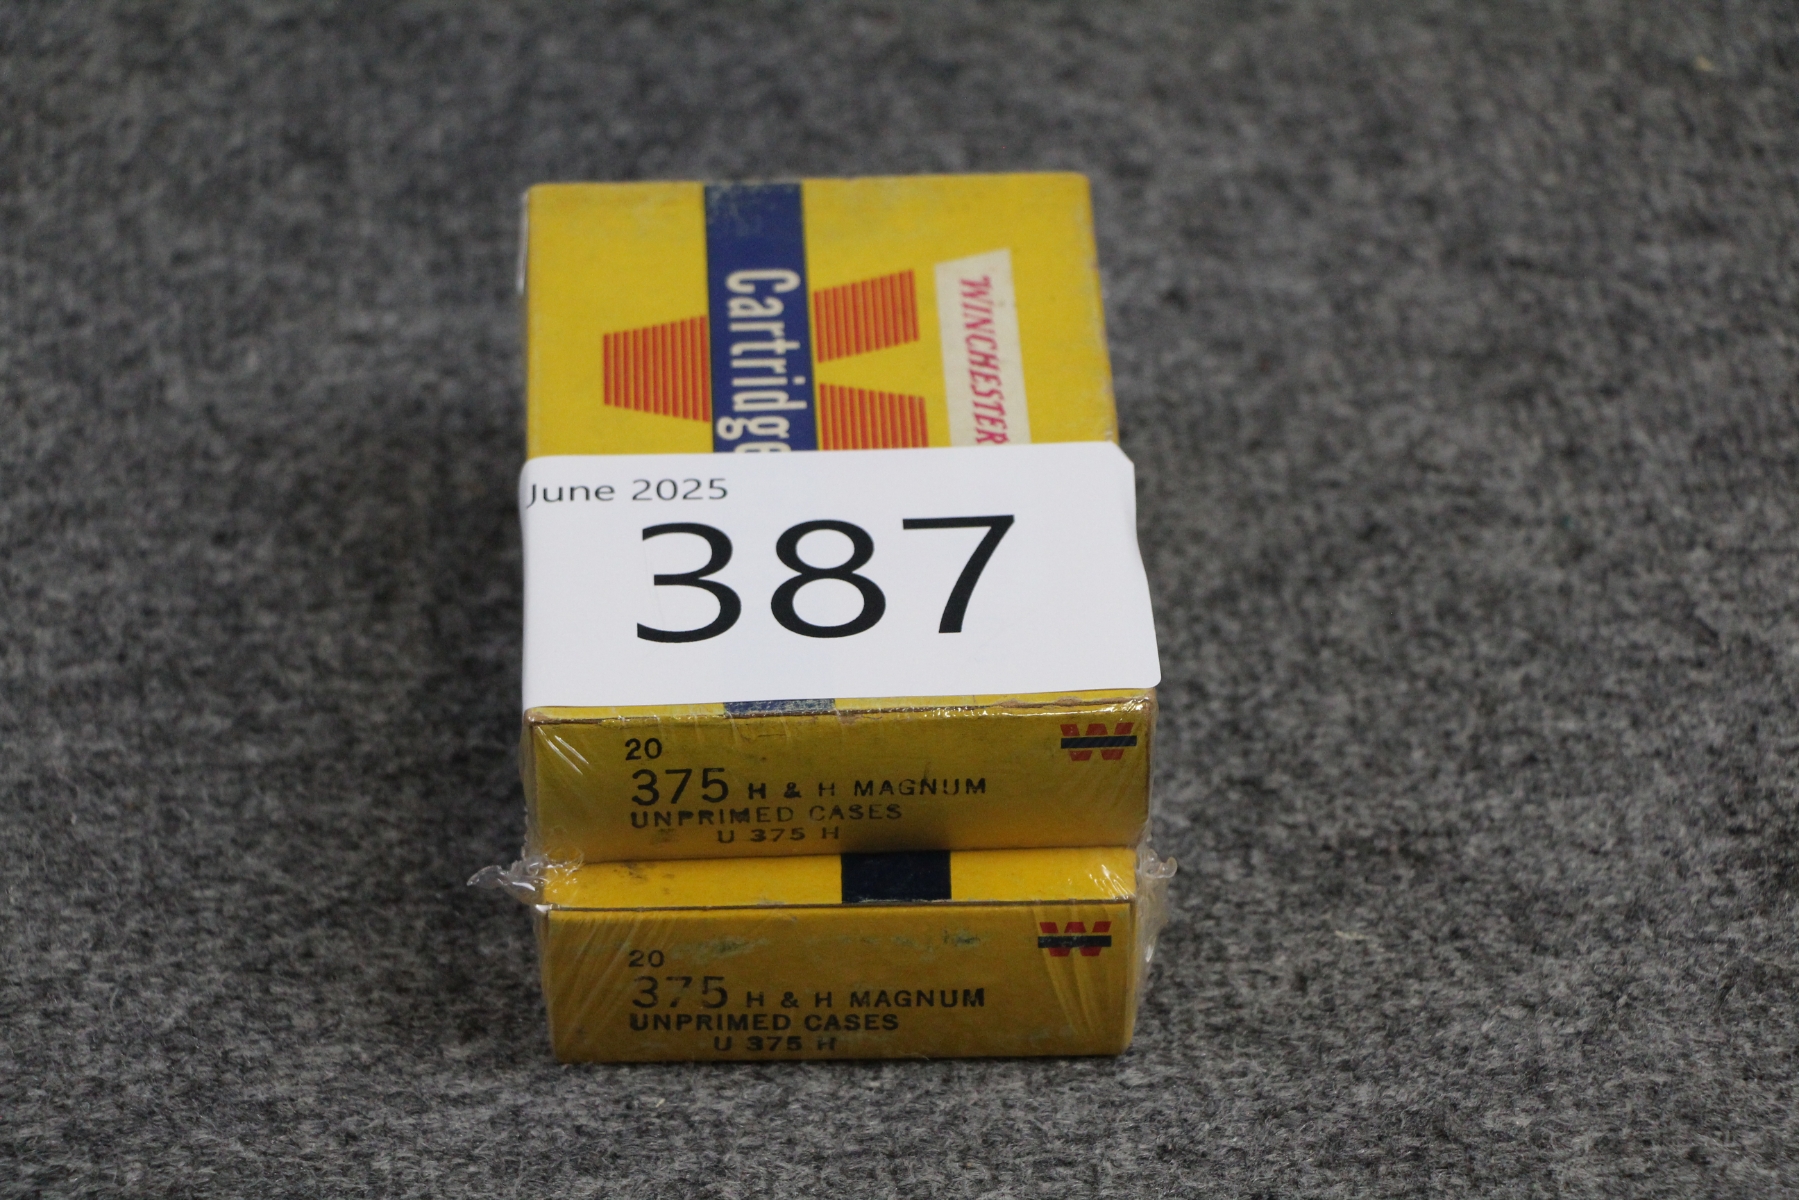 WINCHESTER
Cartridge
June 2025
387
20
W
375 H & H MAGNUM
UNPRIMED CASES
U 375 H
20
W
375 H & H MAGNUM
UNPRIMED CASES
U 375 H